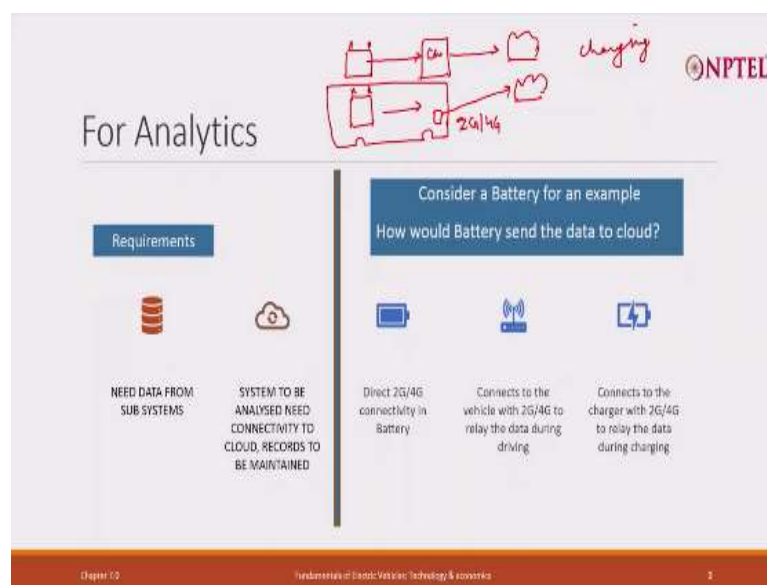 charging
NPTEL
2G/4G
For Analytics
Consider a Battery for an example
How would Battery send the data to cloud?
Requirements
NEED DATA FROM
SUB SYSTEMS
SYSTEM TO BE
ANALYSED NEED
CONNECTIVITY TO
CLOUD, RECORDS TO
BE MAINTAINED
Direct 2G/4G
connectivity in
Battery
Connects to the
vehicle with 2G/4G to
relay the data during
driving
Connects to the
charger with 2G/4G
to relay the data
during charging
Chapter 7.0
Fundamentals of Electric Vehicles: Technology & economics